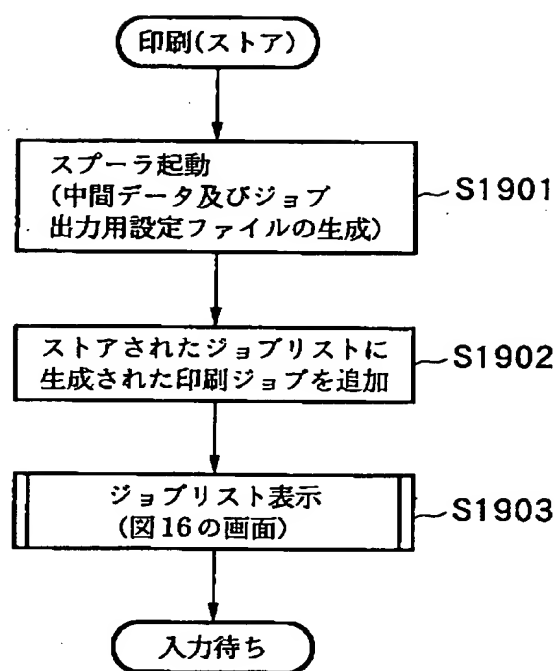 印刷(ストア)
スプーラ起動
(中間データ及びジョブ
出力用設定ファイルの生成)
S1901
ストアされたジョブリストに
生成された印刷ジョブを追加
S1902
ジョブリスト表示
(図16の画面)
S1903
入力待ち